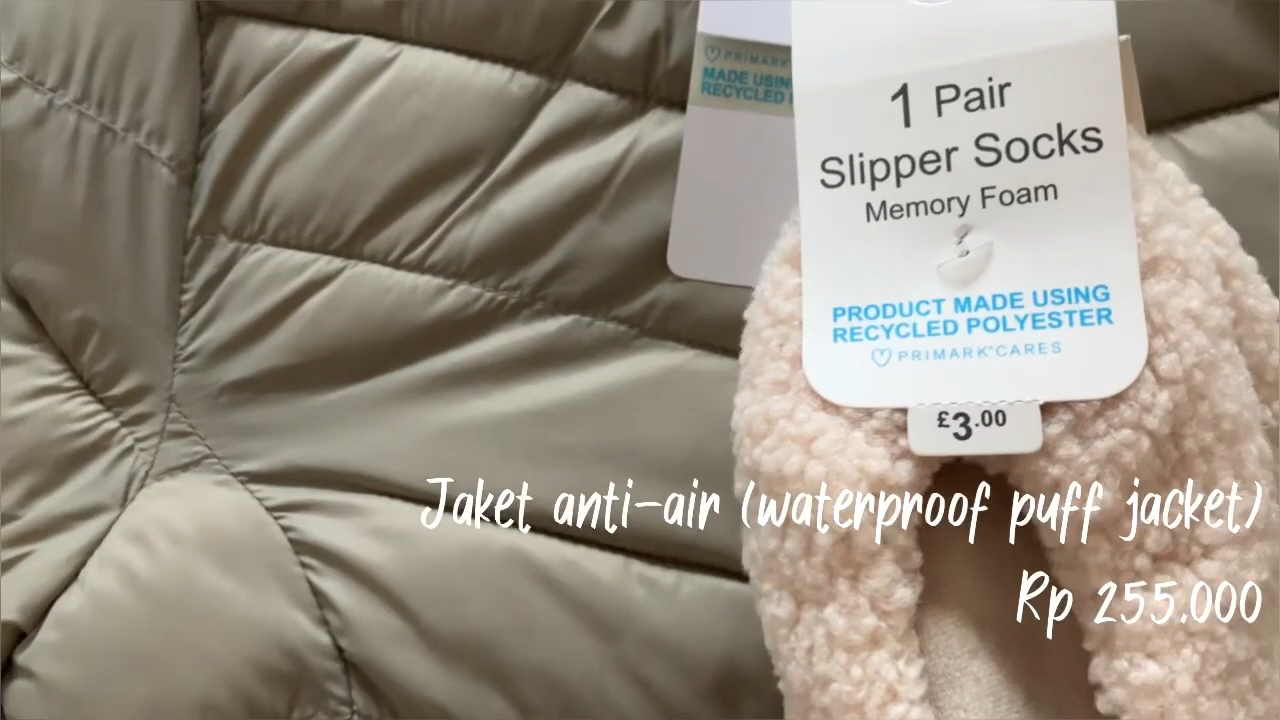 PRIMARK
MADE USIN
RECYCLED
1 Pair
Slipper Socks
Memory Foam
PRODUCT MADE USING
RECYCLED POLYESTER
PRIMARK®CARES
£3.00
Jaket anti-air (waterproof puff jacket)
Rp 255.000